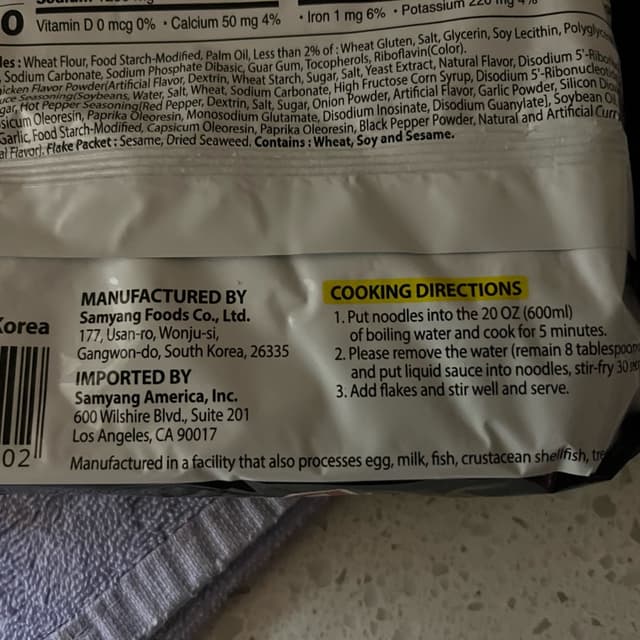 0 Vitamin D 0 mcg 0% • Calcium 50 mg 4% • Iron 1 mg 6% • Potassium
: Wheat Flour, Food Starch-Modified, Palm Oil, Less than 2% of : Wheat Gluten, Salt, Glycerin, Soy Lecithin,
Sodium Carbonate, Sodium Phosphate Dibasic, Guar Gum, Tocopherols, Riboflavin(Color).
Flavor Powder(Artificial Flavor, Dextrin, Wheat Starch, Sugar, Salt, Yeast Extract, Natural Flavor, Disodium
Seasoning(Soybeans, Water, Salt, Wheat, Sodium Carbonate, High Fructose Corn Syrup, Disodium
Hot Pepper Seasoning(Red Pepper, Dextrin, Salt, Sugar, Onion Powder, Artificial Flavor, Garlic Powder, Silicon
Oleoresin, Paprika Oleoresin, Monosodium Glutamate, Disodium Inosinate, Disodium Guanylate), Soybean
Garlic, Food Starch-Modified, Capsicum Oleoresin, Paprika Oleoresin, Black Pepper Powder, Natural and Artificial
Flavor). Flake Packet : Sesame, Dried Seaweed. Contains : Wheat, Soy and Sesame.
Korea
02
MANUFACTURED BY
Samyang Foods Co., Ltd.
177, Usan-ro, Wonju-si,
Gangwon-do, South Korea, 26335
IMPORTED BY
Samyang America, Inc.
600 Wilshire Blvd., Suite 201
Los Angeles, CA 90017
COOKING DIRECTIONS
1. Put noodles into the 20 OZ (600ml)
of boiling water and cook for 5 minutes.
2. Please remove the water (remain 8
and put liquid sauce into noodles, stir-fry 30
3. Add flakes and stir well and serve.
Manufactured in a facility that also processes egg, milk, fish, crustacean shellfish,